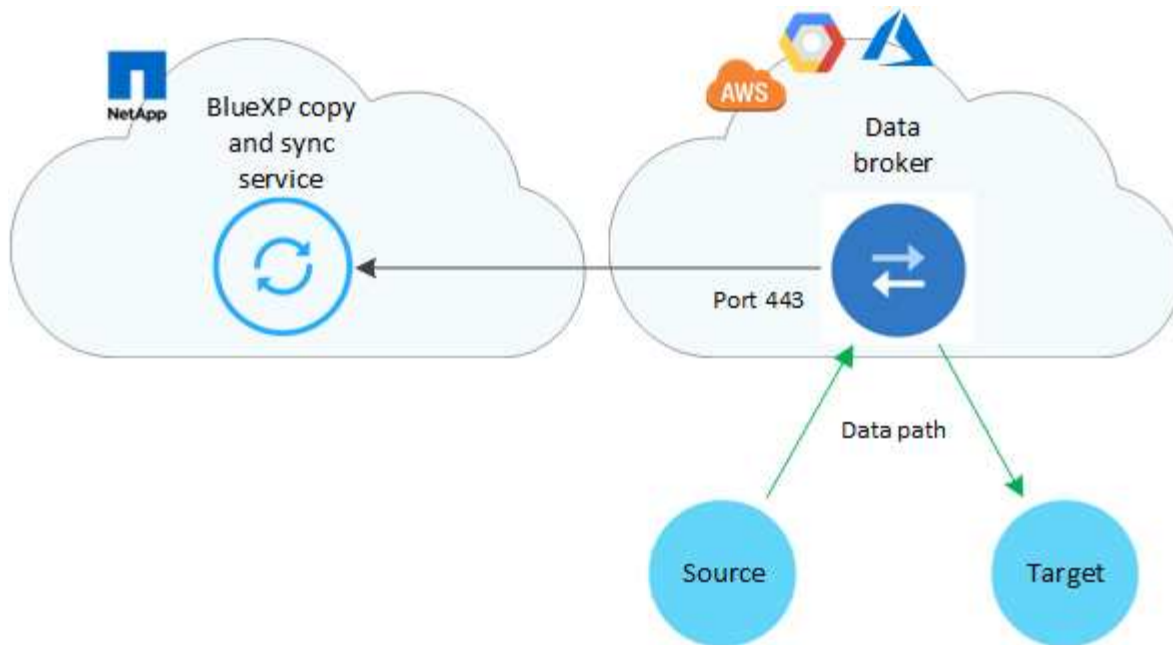 NetApp
BlueXP copy
and sync
service
AWS
Data
broker
Port 443
Data path
Source
Target